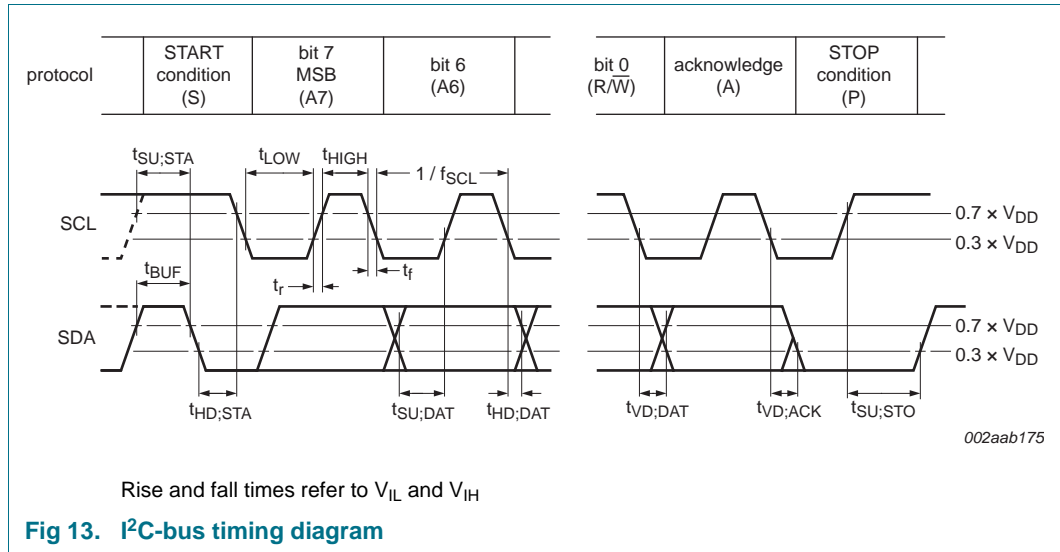 protocol
START
condition
(S)
bit 7
MSB
(A7)
bit 6
(A6)
bit 0
(R/W̅)
acknowledge
(A)
STOP
condition
(P)
tSU;STA
tLOW
tHIGH
1 / fSCL
SCL
0.7 × VDD
0.3 × VDD
tBUF
tr
tf
SDA
0.7 × VDD
0.3 × VDD
tHD;STA
tSU;DAT
tHD;DAT
tVD;DAT
tVD;ACK
tSU;STO
002aab175
Rise and fall times refer to VIL and VIH
Fig 13. I²C-bus timing diagram